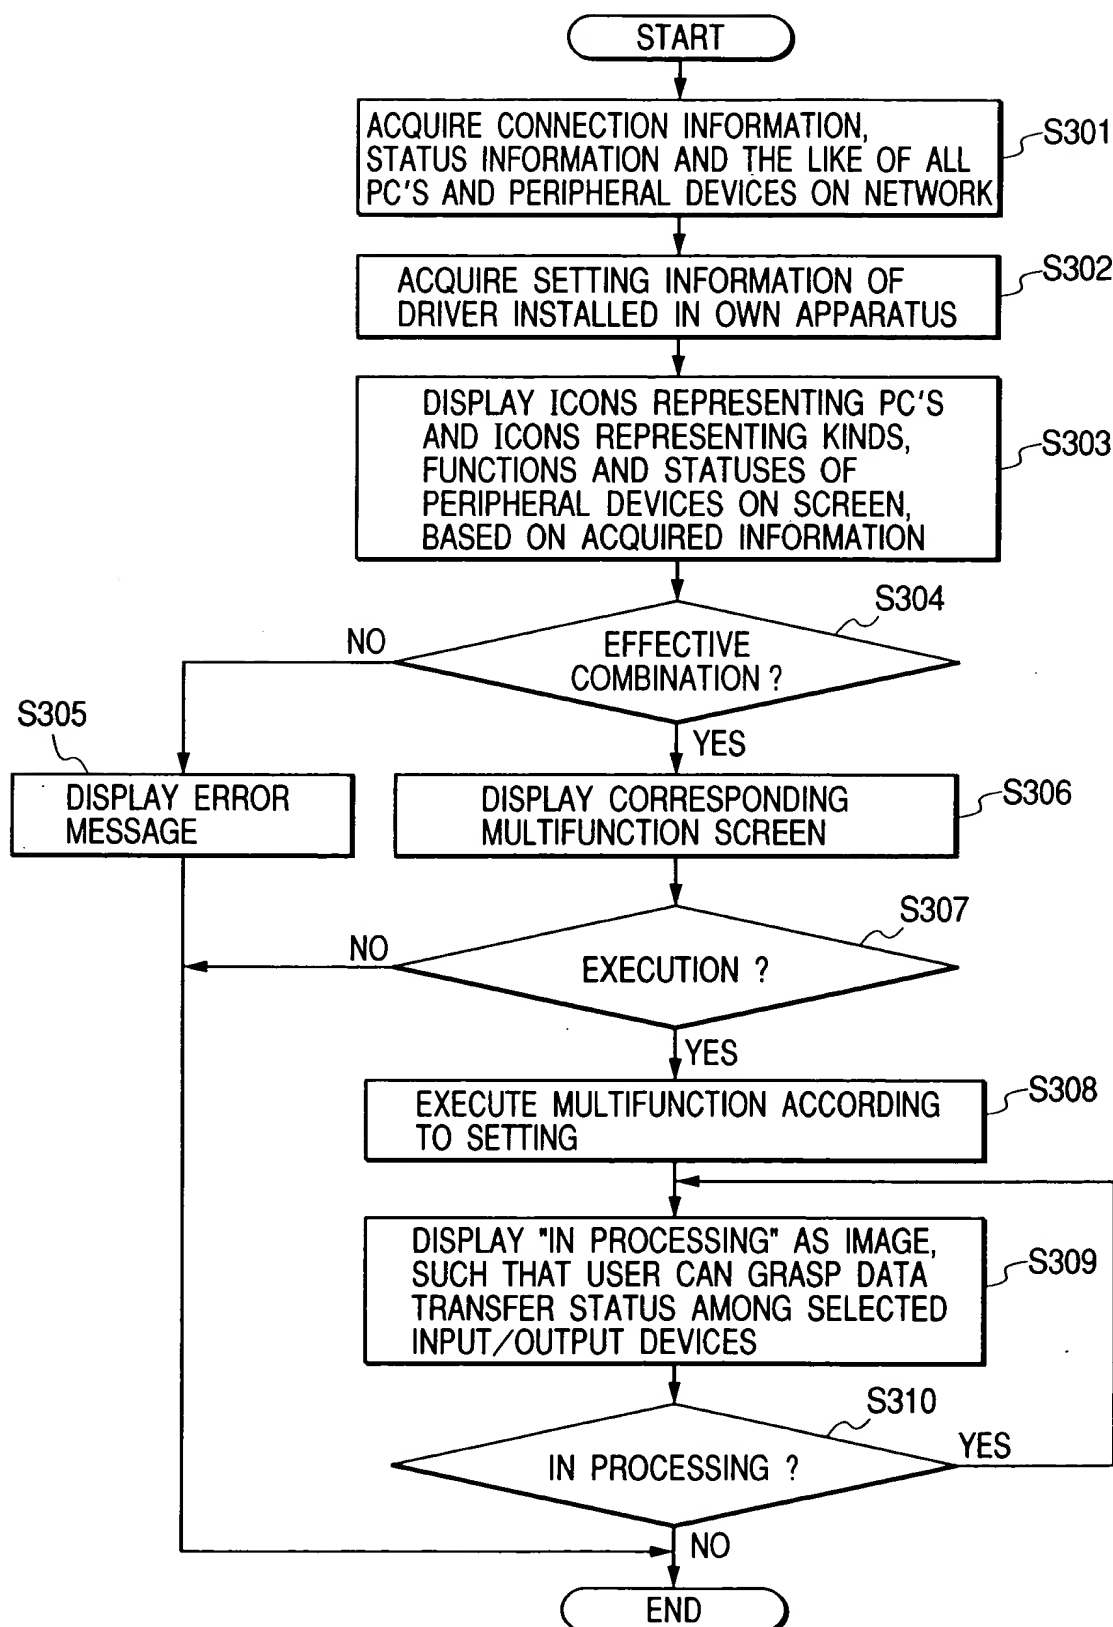 START
ACQUIRE CONNECTION INFORMATION,
STATUS INFORMATION AND THE LIKE OF ALL
PC'S AND PERIPHERAL DEVICES ON NETWORK
S301
ACQUIRE SETTING INFORMATION OF
DRIVER INSTALLED IN OWN APPARATUS
S302
DISPLAY ICONS REPRESENTING PC'S
AND ICONS REPRESENTING KINDS,
FUNCTIONS AND STATUSES OF
PERIPHERAL DEVICES ON SCREEN,
BASED ON ACQUIRED INFORMATION
S303
S304
NO
EFFECTIVE
COMBINATION ?
YES
S305
DISPLAY ERROR
MESSAGE
DISPLAY CORRESPONDING
MULTIFUNCTION SCREEN
S306
S307
NO
EXECUTION ?
YES
EXECUTE MULTIFUNCTION ACCORDING
TO SETTING
S308
DISPLAY "IN PROCESSING" AS IMAGE,
SUCH THAT USER CAN GRASP DATA
TRANSFER STATUS AMONG SELECTED
INPUT/OUTPUT DEVICES
S309
S310
IN PROCESSING ?
YES
NO
END